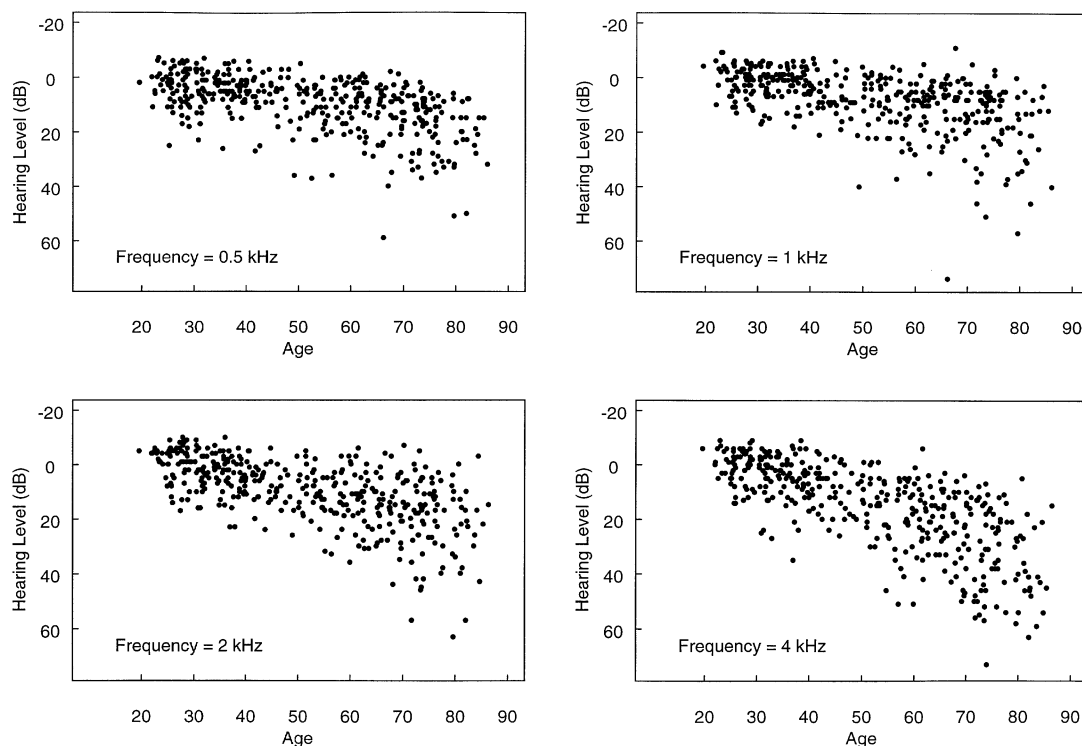 -20
0
20
40
60
Hearing Level (dB)
Frequency = 0.5 kHz
20 30 40 50 60 70 80 90
Age
-20
0
20
40
60
Hearing Level (dB)
Frequency = 1 kHz
20 30 40 50 60 70 80 90
Age
-20
0
20
40
60
Hearing Level (dB)
Frequency = 2 kHz
20 30 40 50 60 70 80 90
Age
-20
0
20
40
60
Hearing Level (dB)
Frequency = 4 kHz
20 30 40 50 60 70 80 90
Age